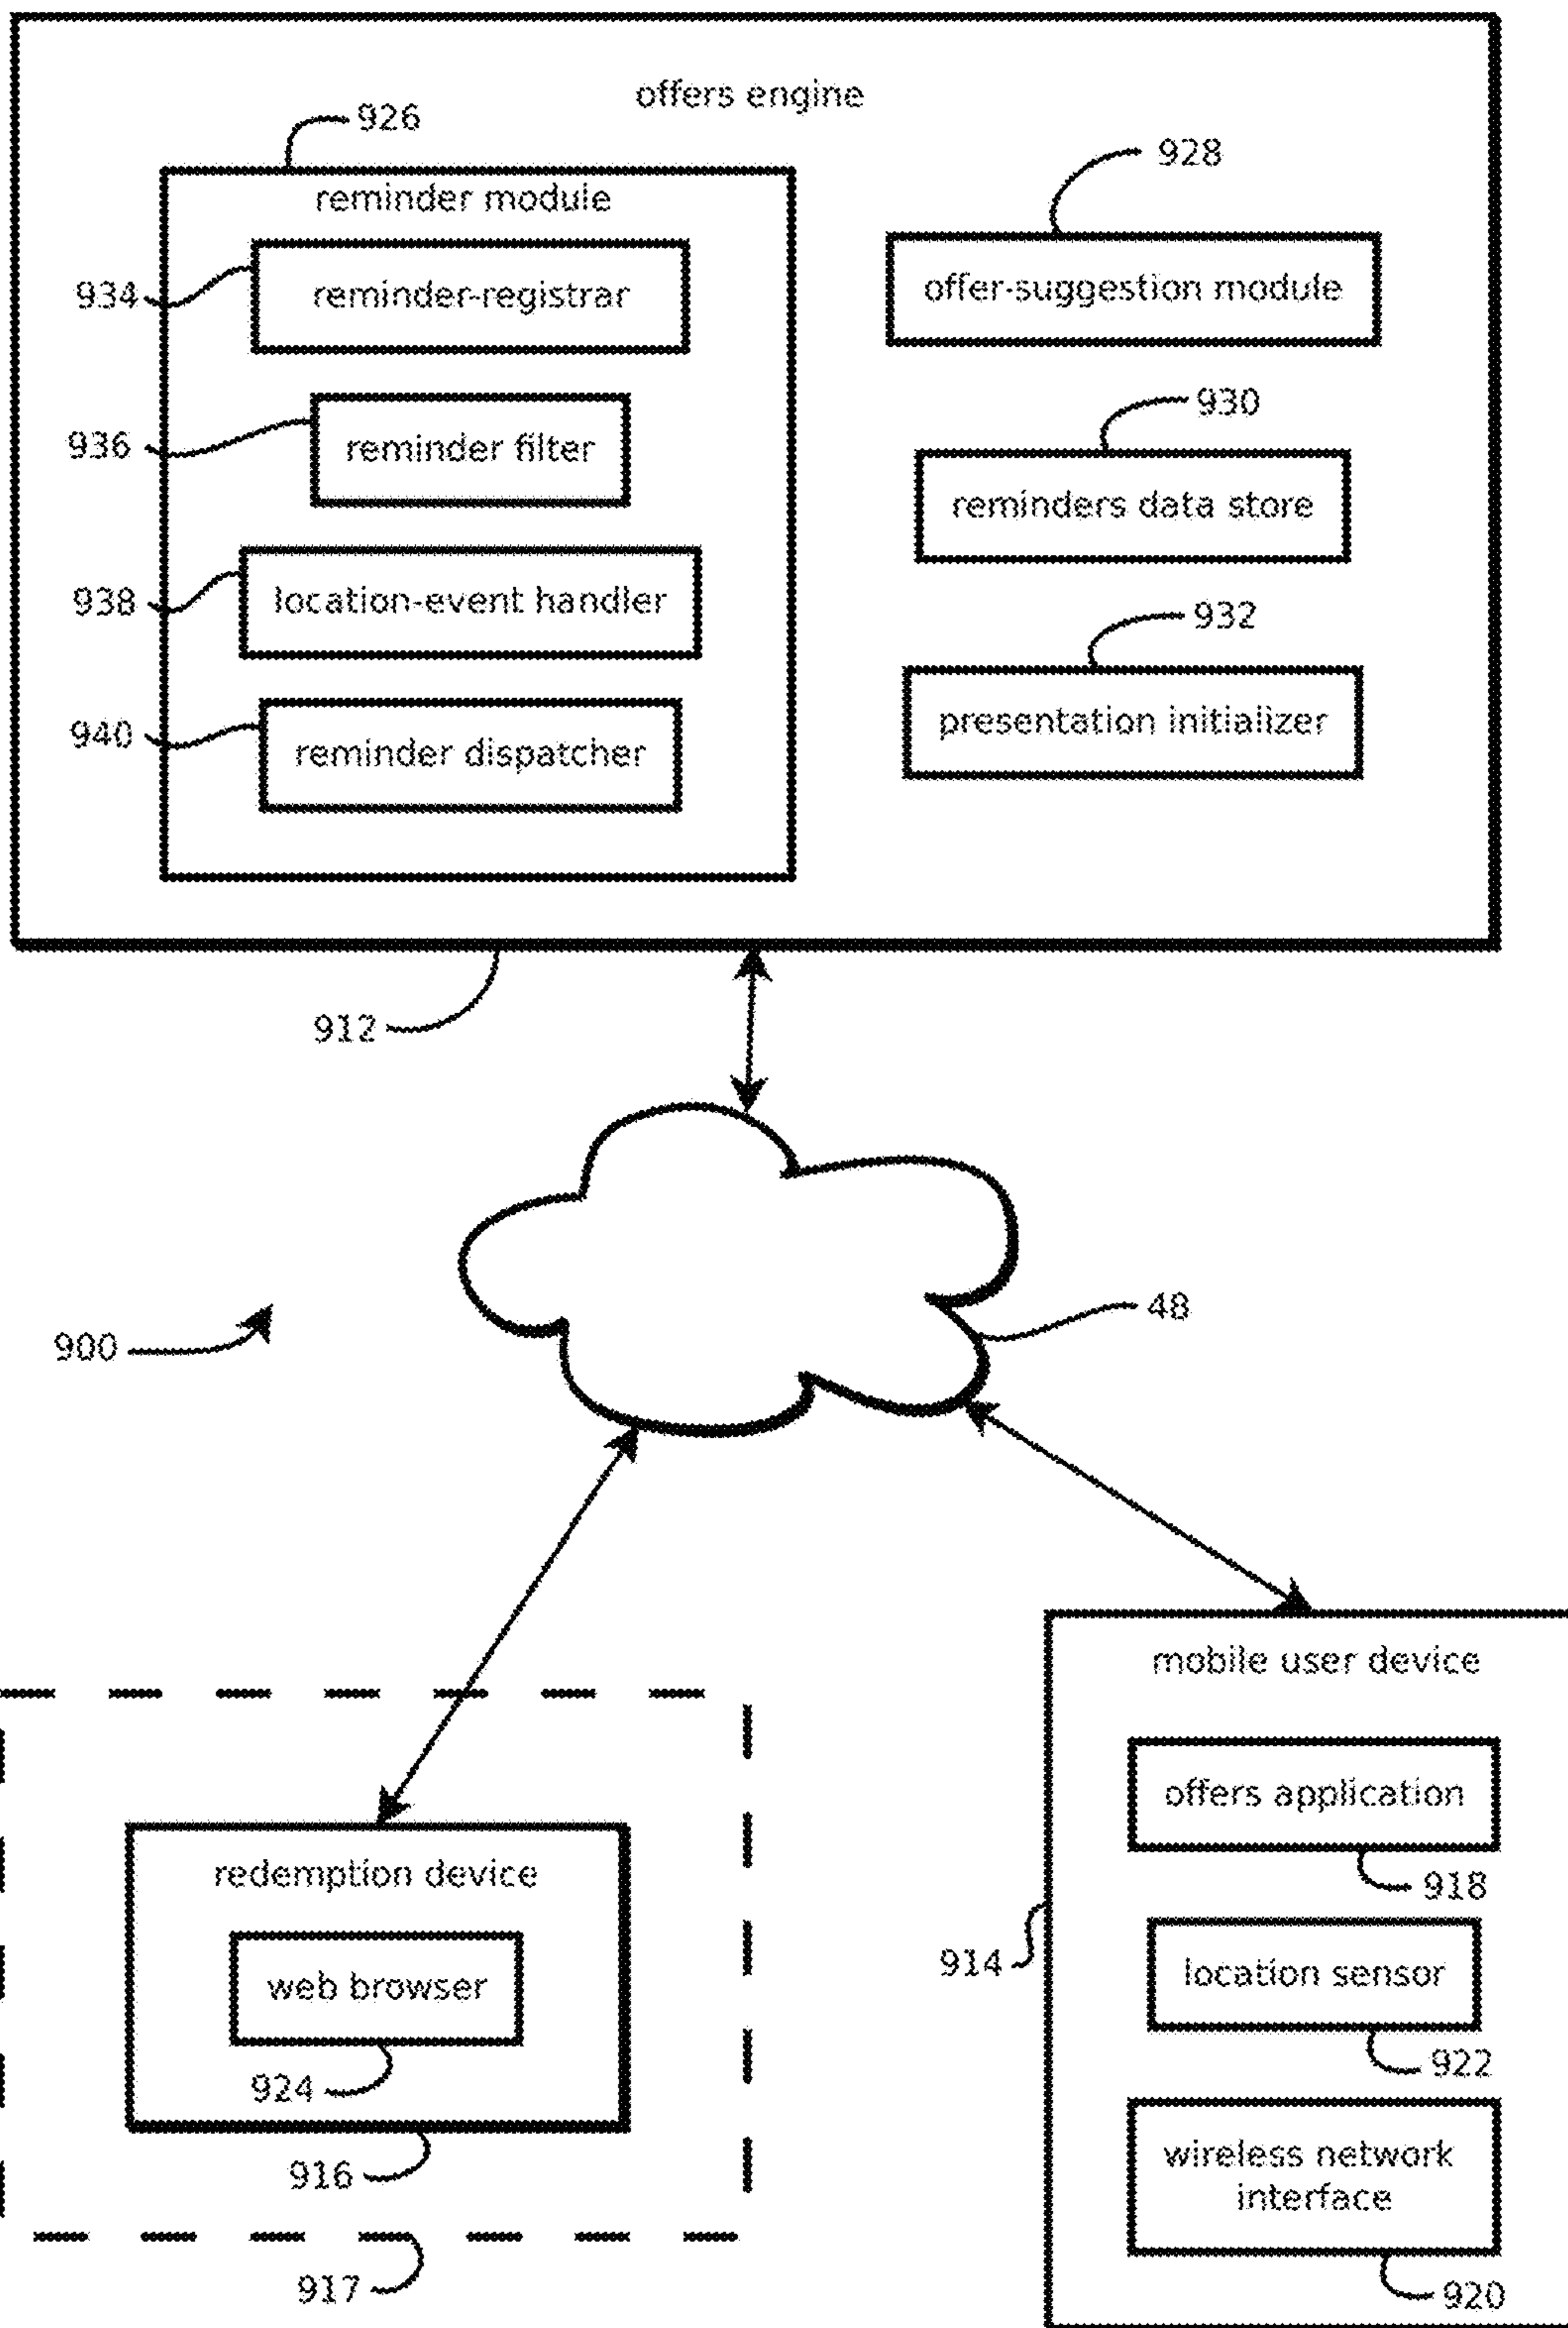 offers engine
926
928
reminder module
934
reminder-registrar
offer-suggestion module
930
936
reminder filter
reminders data store
938
location-event handler
932
940
reminder dispatcher
presentation initializer
912
48
900
mobile user device
offers application
918
redemption device
914
location sensor
web browser
922
924
wireless network
interface
916
917
920